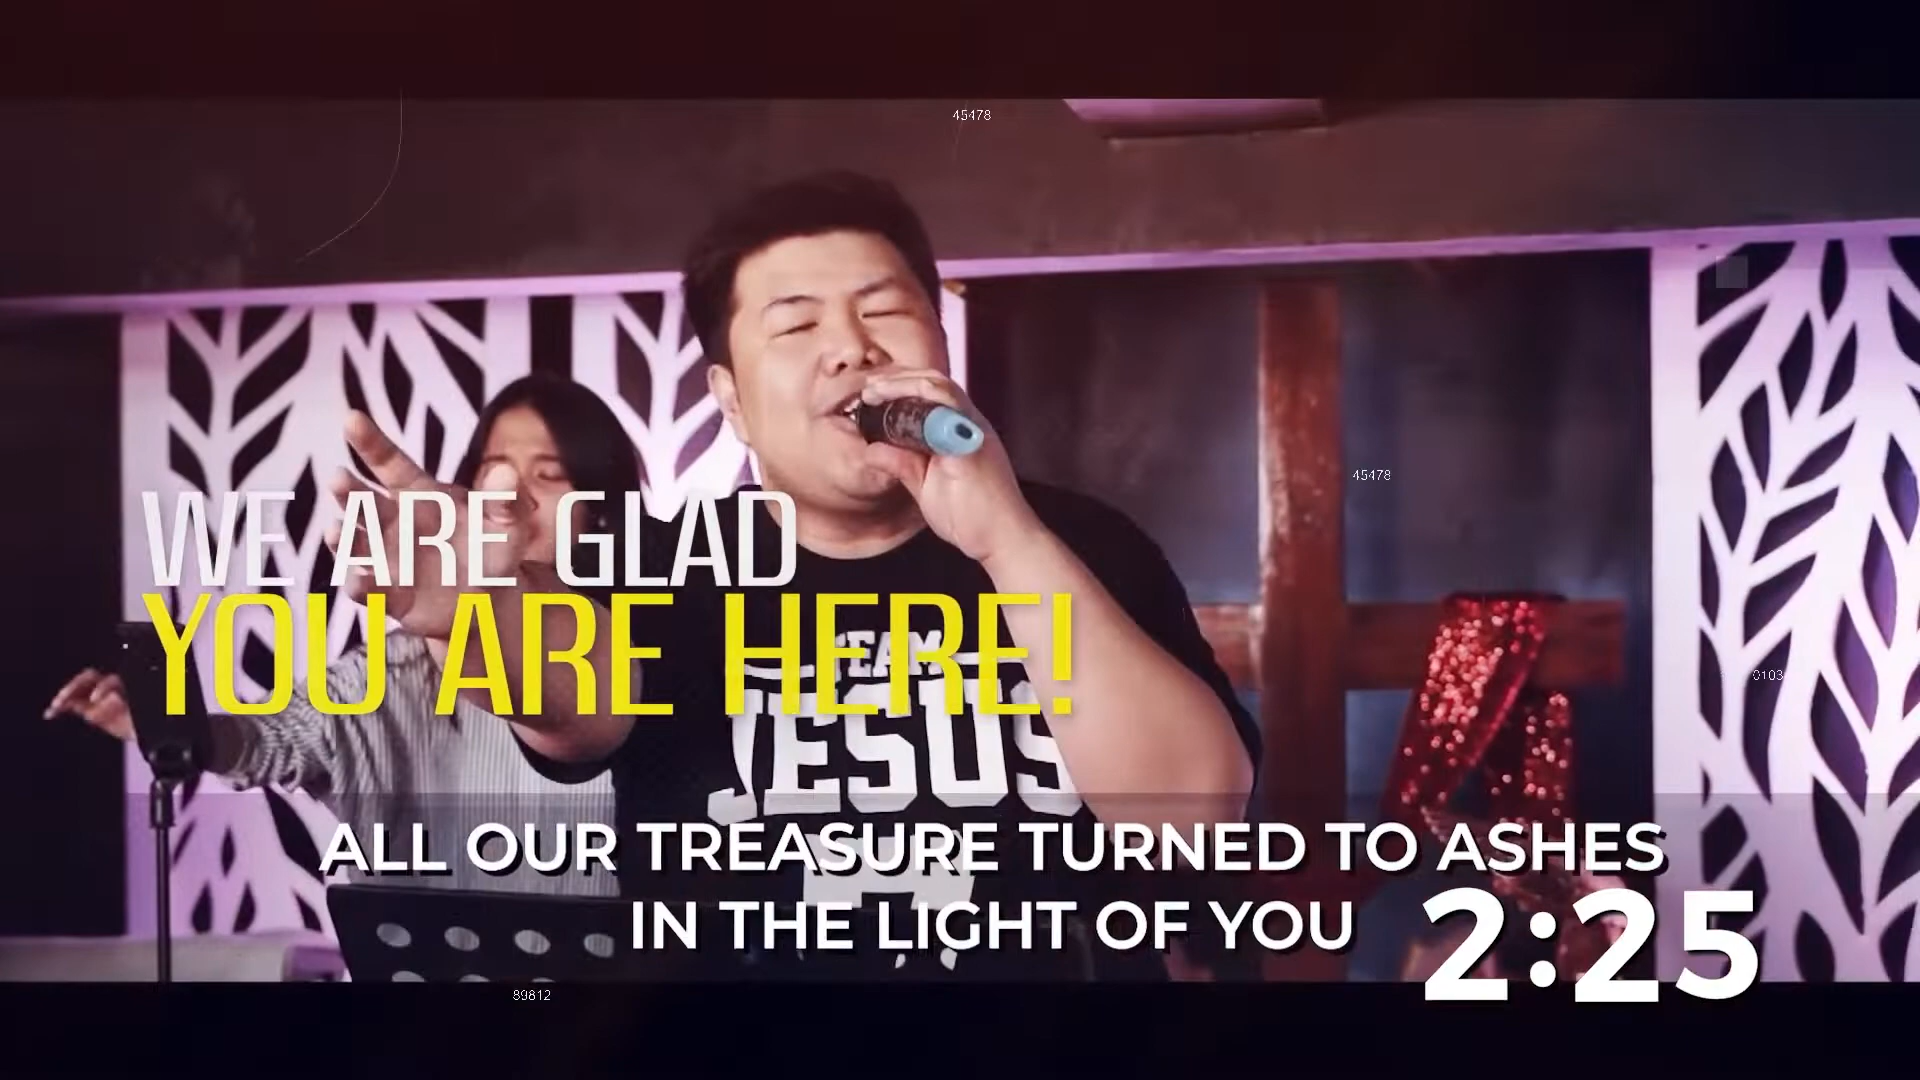 45478
45478
WE ARE GLAD
YOU ARE HERE!
TEAM
JESUS
0103
ALL OUR TREASURE TURNED TO ASHES
IN THE LIGHT OF YOU
2:25
89812